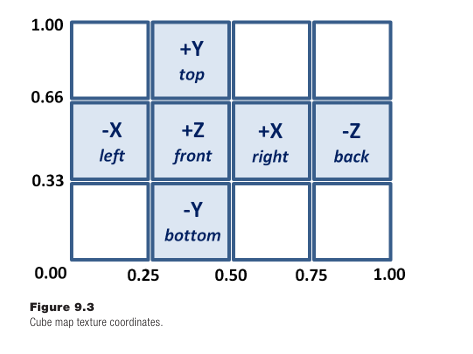 1.00
+Y
top
0.66
-X +Z +X -Z
left front right back
0.33
-Y
bottom
0.00 0.25 0.50 0.75 1.00
Figure 9.3
Cube map texture coordinates.